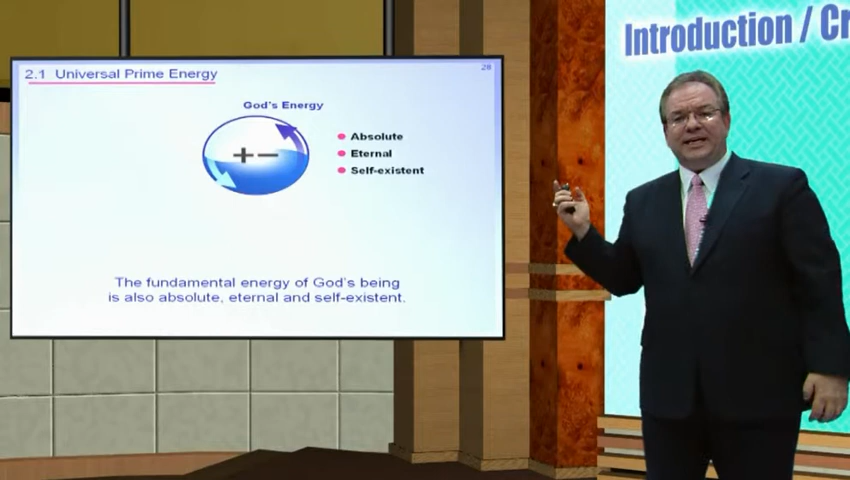 2.1 Universal Prime Energy
28
God's Energy
+ −
Absolute
Eternal
Self-existent
The fundamental energy of God's being
is also absolute, eternal and self-existent.
Introduction / Cr